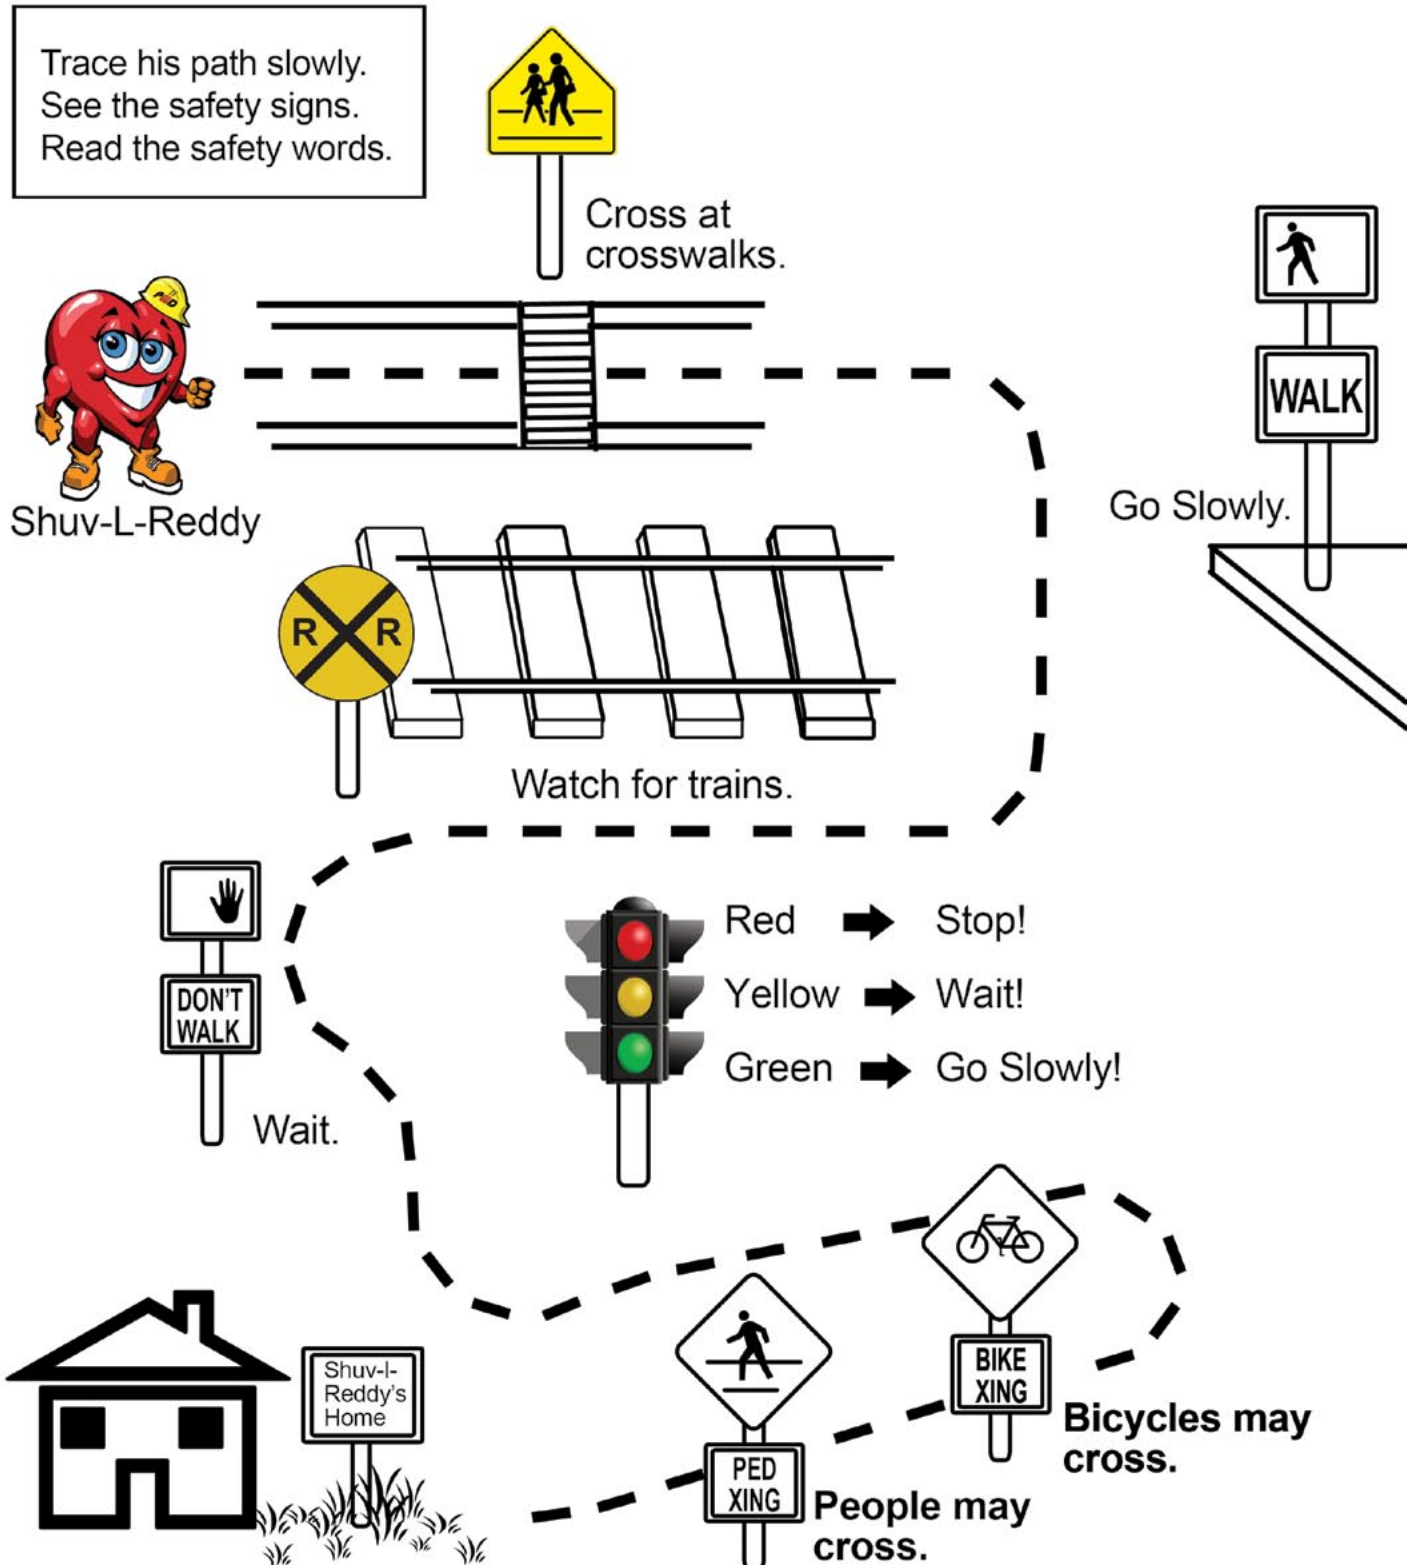 Trace his path slowly.
See the safety signs.
Read the safety words.
Cross at
crosswalks.
WALK
Go Slowly.
Shuv-L-Reddy
R R
Watch for trains.
DON'T
WALK
Wait.
Red Stop!
Yellow Wait!
Green Go Slowly!
Shuv-l-
Reddy's
Home
BIKE
XING
Bicycles may
cross.
PED
XING
People may
cross.